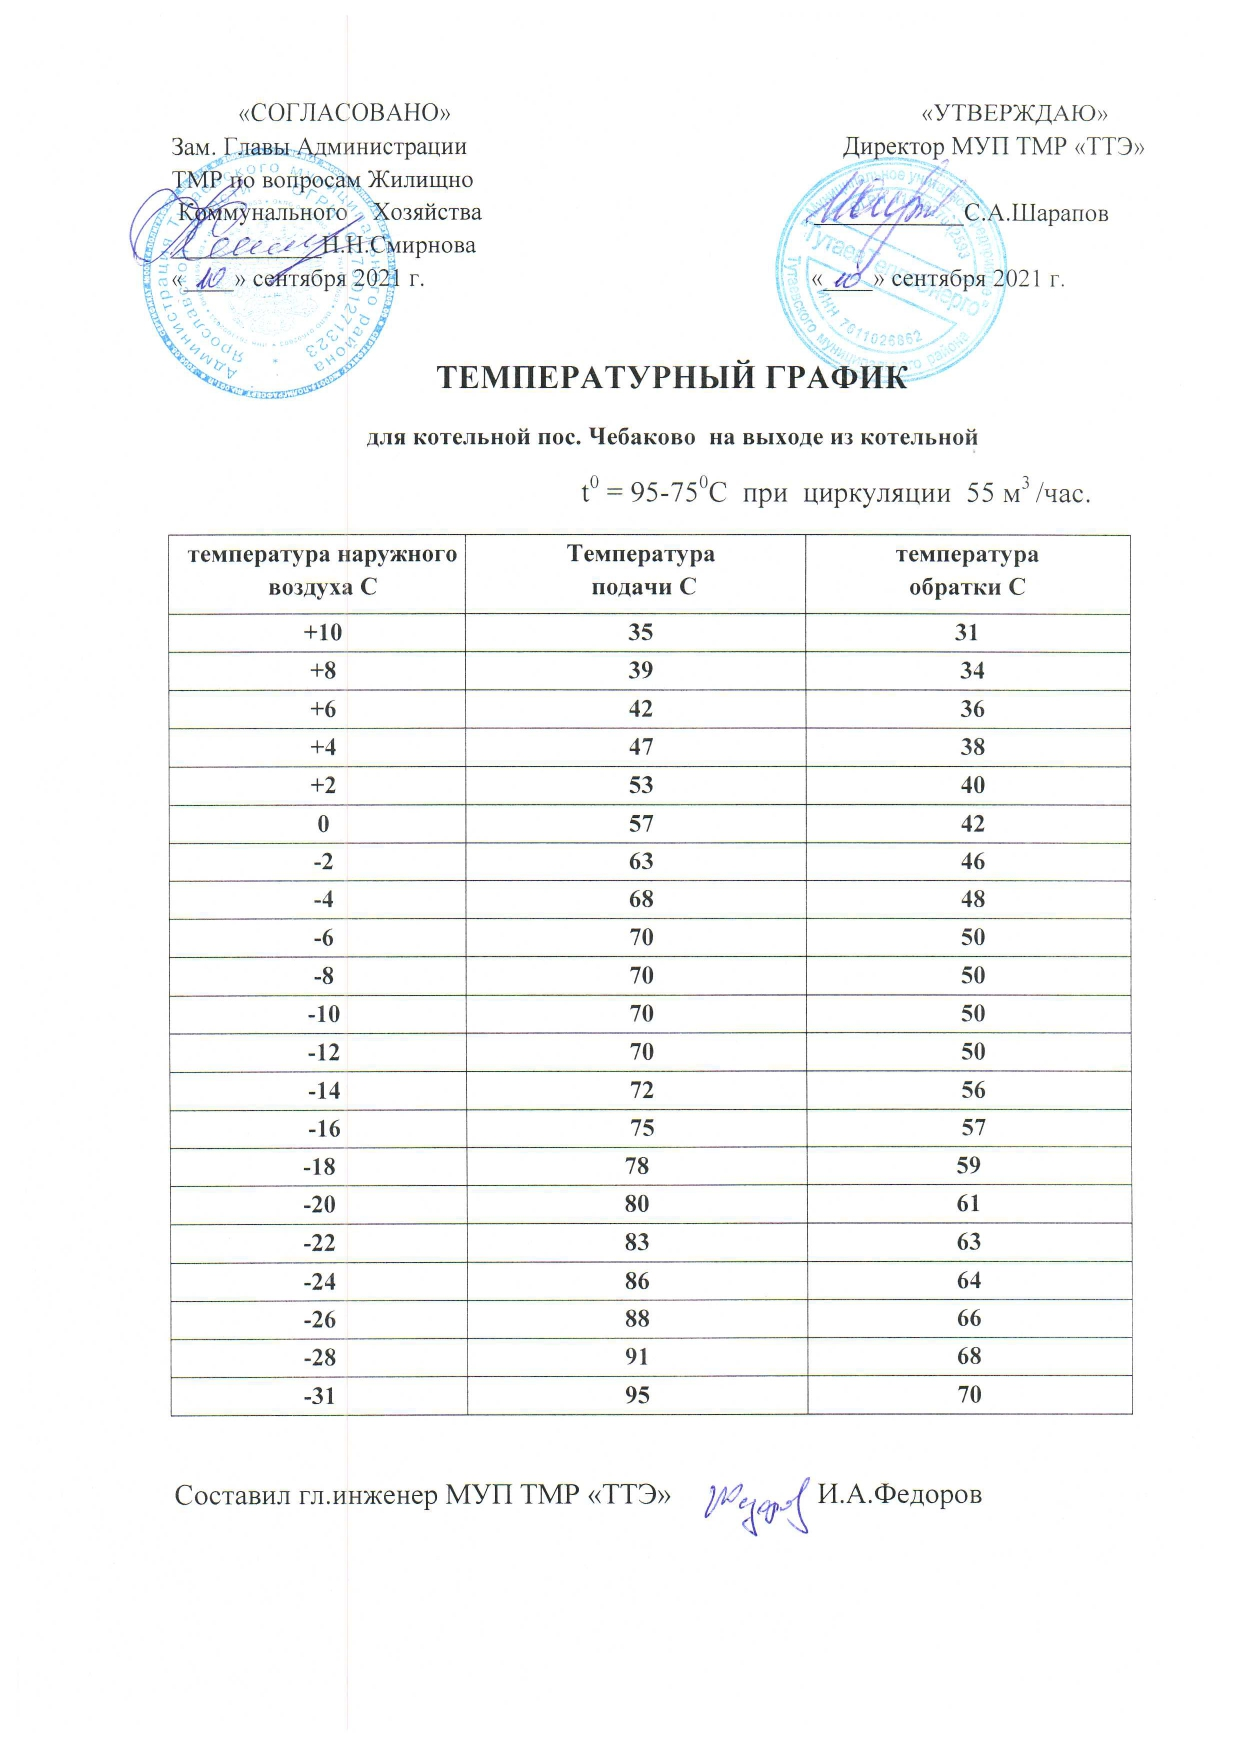 «СОГЛАСОВАНО» «УТВЕРЖДАЮ»
Зам. Главы Администрации Директор МУП ТМР «ТТЭ»
ТМР по вопросам Жилищно
Коммунального Хозяйства С.А.Шарапов
Н.Н.Смирнова
«10» сентября 2021 г. «10» сентября 2021 г.
ИНН 7611026862
ТЕМПЕРАТУРНЫЙ ГРАФИК
для котельной пос. Чебаково на выходе из котельной
t⁰ = 95-75⁰С при циркуляции 55 м³ /час.
температура наружного Температура температура
воздуха С подачи С обратки С
+10 35 31
+8 39 34
+6 42 36
+4 47 38
+2 53 40
0 57 42
-2 63 46
-4 68 48
-6 70 50
-8 70 50
-10 70 50
-12 70 50
-14 72 56
-16 75 57
-18 78 59
-20 80 61
-22 83 63
-24 86 64
-26 88 66
-28 91 68
-31 95 70
Составил гл.инженер МУП ТМР «ТТЭ» И.А.Федоров